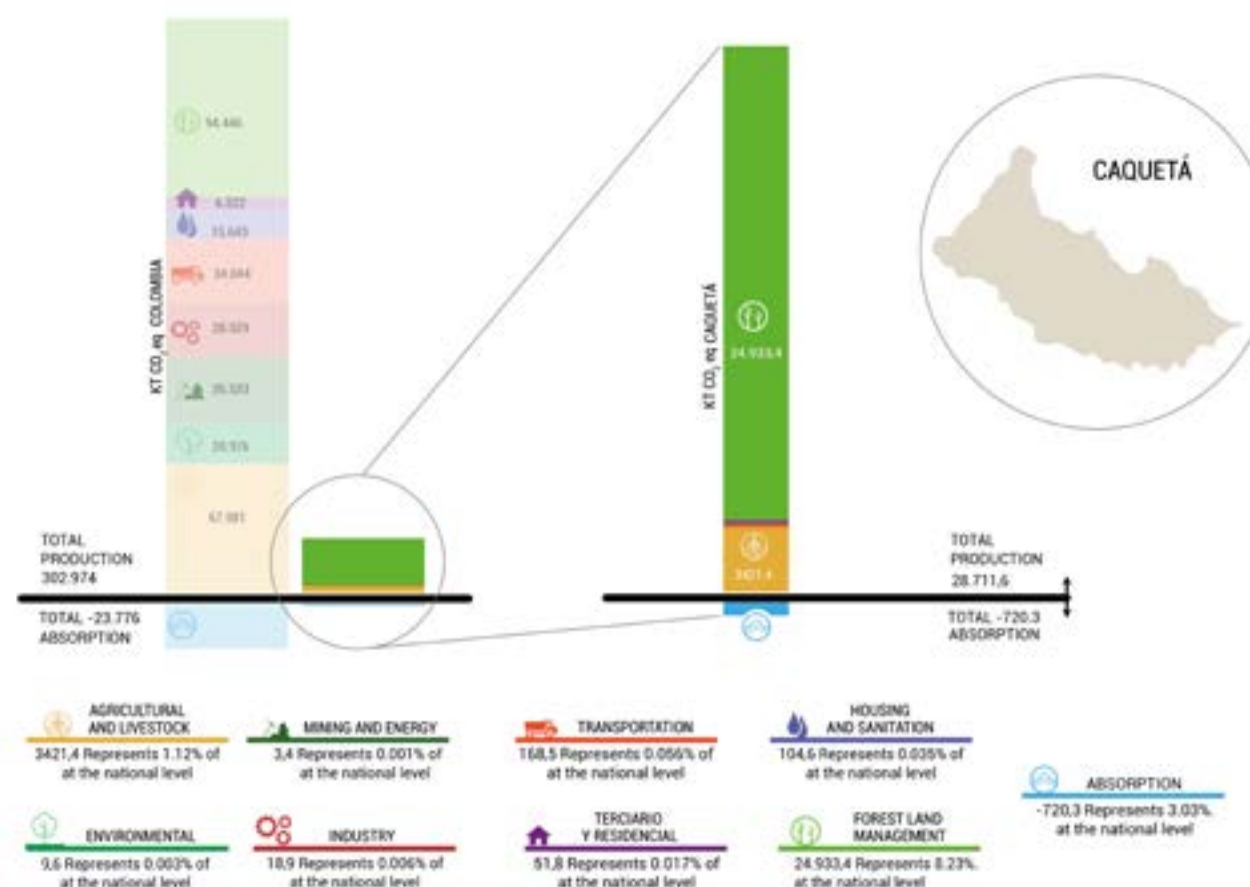 KT CO2 eq COLOMBIA
TOTAL
PRODUCTION
302.974
TOTAL -23.776
ABSORPTION
KT CO2 eq CAQUETÁ
24.933,4
3421,4
CAQUETÁ
TOTAL
PRODUCTION
28.711,6
TOTAL -720.3
ABSORPTION
AGRICULTURAL
AND LIVESTOCK
3421,4 Represents 1.12% of
at the national level
MINING AND ENERGY
3,4 Represents 0.001% of
at the national level
TRANSPORTATION
168,5 Represents 0.056% of
at the national level
HOUSING
AND SANITATION
104,6 Represents 0.035% of
at the national level
ABSORPTION
-720,3 Represents 3.03%.
at the national level
ENVIRONMENTAL
9,6 Represents 0.003% of
at the national level
INDUSTRY
18,9 Represents 0.006% of
at the national level
TERCIARIO
Y RESIDENCIAL
51,8 Represents 0.017% of
at the national level
FOREST LAND
MANAGEMENT
24.933,4 Represents 8.23%.
at the national level